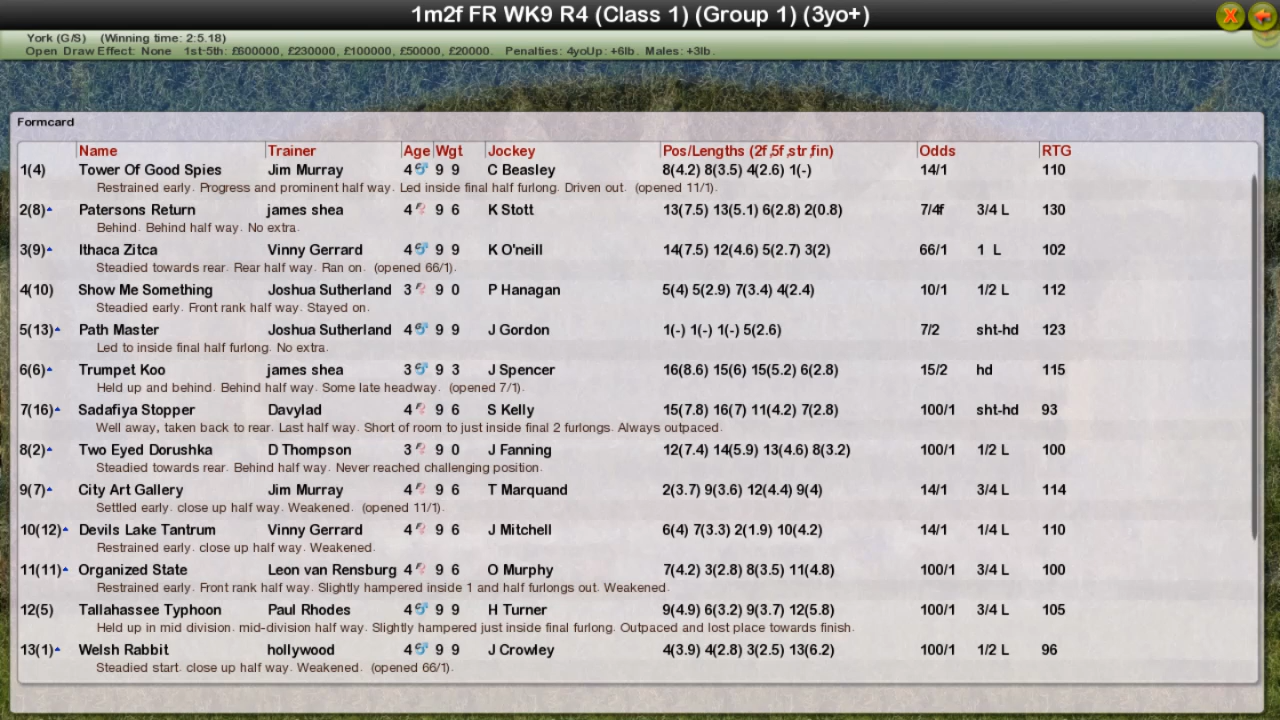 1m2f FR WK9 R4 (Class 1) (Group 1) (3yo+)
York (G/S) (Winning time: 2:5.18)
Open Draw Effect: None 1st-5th: £600000, £230000, £100000, £50000, £20000. Penalties: 4yoUp: +6lb. Males: +3lb.
Formcard
Name Trainer Age Wgt Jockey Pos/Lengths (2f,5f,str,fin) Odds RTG
1(4) Tower Of Good Spies Jim Murray 4 9 9 C Beasley 8(4.2) 8(3.5) 4(2.6) 1(-) 14/1 110
Restrained early. Progress and prominent half way. Led inside final half furlong. Driven out. (opened 11/1).
2(8) Patersons Return james shea 4 9 6 K Stott 13(7.5) 13(5.1) 6(2.8) 2(0.8) 7/4f 3/4 L 130
Behind. Behind half way. No extra.
3(9) Ithaca Zitca Vinny Gerrard 4 9 9 K O'neill 14(7.5) 12(4.6) 5(2.7) 3(2) 66/1 1 L 102
Steadied towards rear. Rear half way. Ran on. (opened 66/1).
4(10) Show Me Something Joshua Sutherland 3 9 0 P Hanagan 5(4) 5(2.9) 7(3.4) 4(2.4) 10/1 1/2 L 112
Steadied early. Front rank half way. Stayed on.
5(13) Path Master Joshua Sutherland 4 9 9 J Gordon 1(-) 1(-) 1(-) 5(2.6) 7/2 sht-hd 123
Led to inside final half furlong. No extra.
6(6) Trumpet Koo james shea 3 9 3 J Spencer 16(8.6) 15(6) 15(5.2) 6(2.8) 15/2 hd 115
Held up and behind. Behind half way. Some late headway. (opened 7/1).
7(16) Sadafiya Stopper Davylad 4 9 6 S Kelly 15(7.8) 16(7) 11(4.2) 7(2.8) 100/1 sht-hd 93
Well away, taken back to rear. Last half way. Short of room to just inside final 2 furlongs. Always outpaced.
8(2) Two Eyed Dorushka D Thompson 3 9 0 J Fanning 12(7.4) 14(5.9) 13(4.6) 8(3.2) 100/1 1/2 L 100
Steadied towards rear. Behind half way. Never reached challenging position.
9(7) City Art Gallery Jim Murray 4 9 6 T Marquand 2(3.7) 9(3.6) 12(4.4) 9(4) 14/1 3/4 L 114
Settled early. close up half way. Weakened. (opened 11/1).
10(12) Devils Lake Tantrum Vinny Gerrard 4 9 6 J Mitchell 6(4) 7(3.3) 2(1.9) 10(4.2) 14/1 1/4 L 110
Restrained early. close up half way. Weakened.
11(11) Organized State Leon van Rensburg 4 9 6 O Murphy 7(4.2) 3(2.8) 8(3.5) 11(4.8) 100/1 3/4 L 100
Restrained early. Front rank half way. Slightly hampered inside 1 and half furlongs out. Weakened.
12(5) Tallahassee Typhoon Paul Rhodes 4 9 9 H Turner 9(4.9) 6(3.2) 9(3.7) 12(5.8) 100/1 3/4 L 105
Held up in mid division. mid-division half way. Slightly hampered just inside final furlong. Outpaced and lost place towards finish.
13(1) Welsh Rabbit hollywood 4 9 9 J Crowley 4(3.9) 4(2.8) 3(2.5) 13(6.2) 100/1 1/2 L 96
Steadied start. close up half way. Weakened. (opened 66/1).